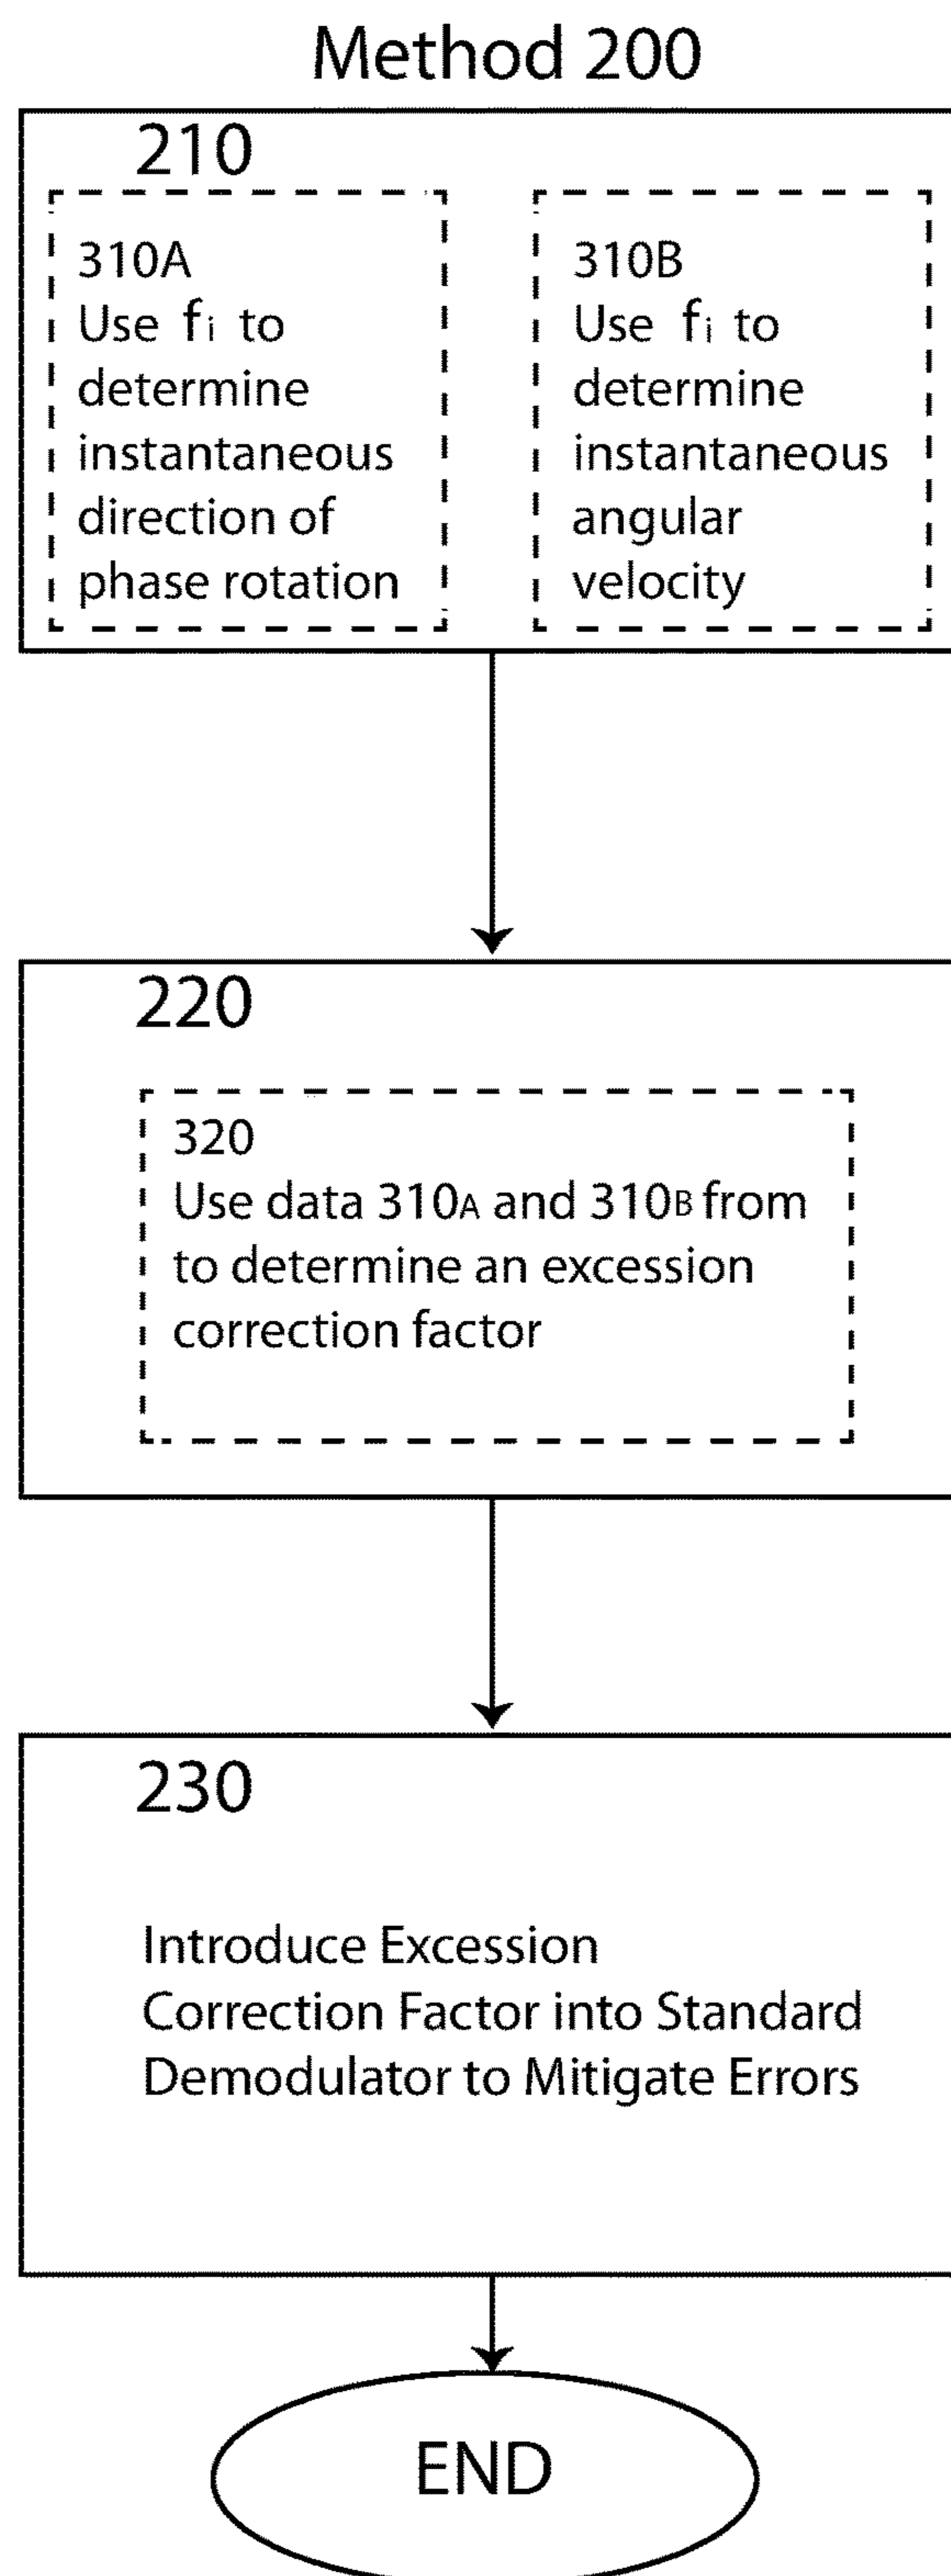 Method 200
210
310A
Use fi to
determine
instantaneous
direction of
phase rotation
310B
Use fi to
determine
instantaneous
angular
velocity
220
320
Use data 310A and 310B from
to determine an excession
correction factor
230
Introduce Excession
Correction Factor into Standard
Demodulator to Mitigate Errors
END